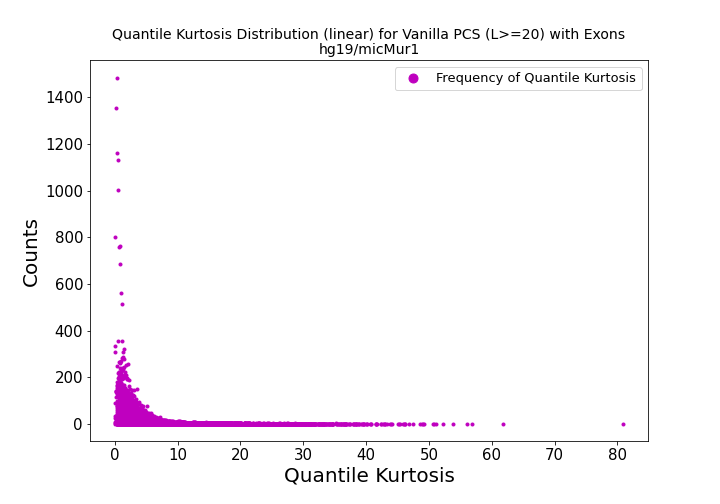 Quantile Kurtosis Distribution (linear) for Vanilla PCS (L>=20) with Exons
hg19/micMur1
Frequency of Quantile Kurtosis
1400
1200
1000
800
600
400
200
0
Counts
0 10 20 30 40 50 60 70 80
Quantile Kurtosis